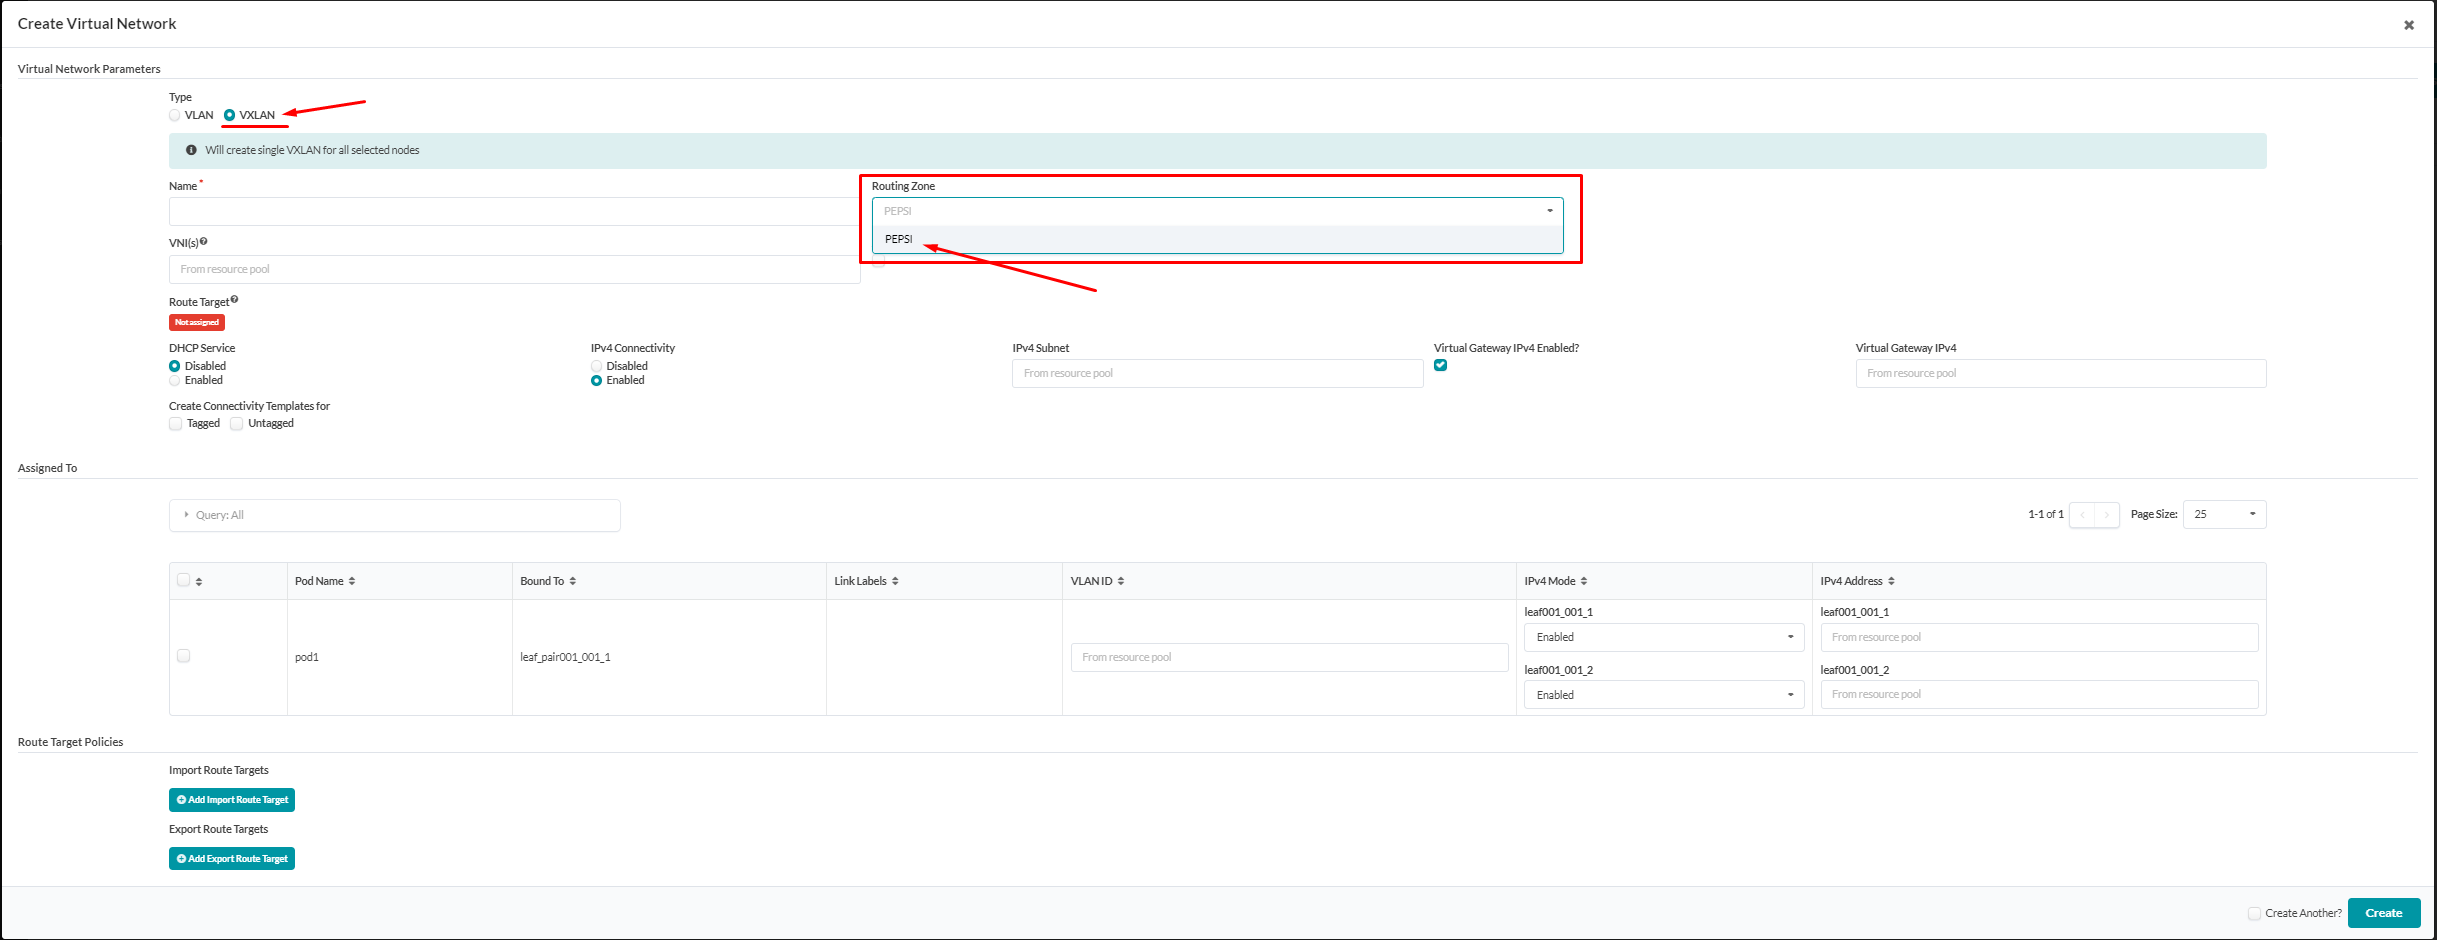 Create Virtual Network
Virtual Network Parameters
Type
VLAN VXLAN
Will create single VXLAN for all selected nodes
Name *
Routing Zone
PEPSI
PEPSI
VNI(s)
From resource pool
Route Target
Not assigned
DHCP Service
Disabled
Enabled
IPv4 Connectivity
Disabled
Enabled
IPv4 Subnet
From resource pool
Virtual Gateway IPv4 Enabled?
Virtual Gateway IPv4
From resource pool
Create Connectivity Templates for
Tagged Untagged
Assigned To
Query: All
1-1 of 1 Page Size: 25
Pod Name Bound To Link Labels VLAN ID IPv4 Mode IPv4 Address
pod1
leaf_pair001_001_1
From resource pool
leaf001_001_1
Enabled
leaf001_001_2
Enabled
leaf001_001_1
From resource pool
leaf001_001_2
From resource pool
Route Target Policies
Import Route Targets
Add Import Route Target
Export Route Targets
Add Export Route Target
Create Another? Create